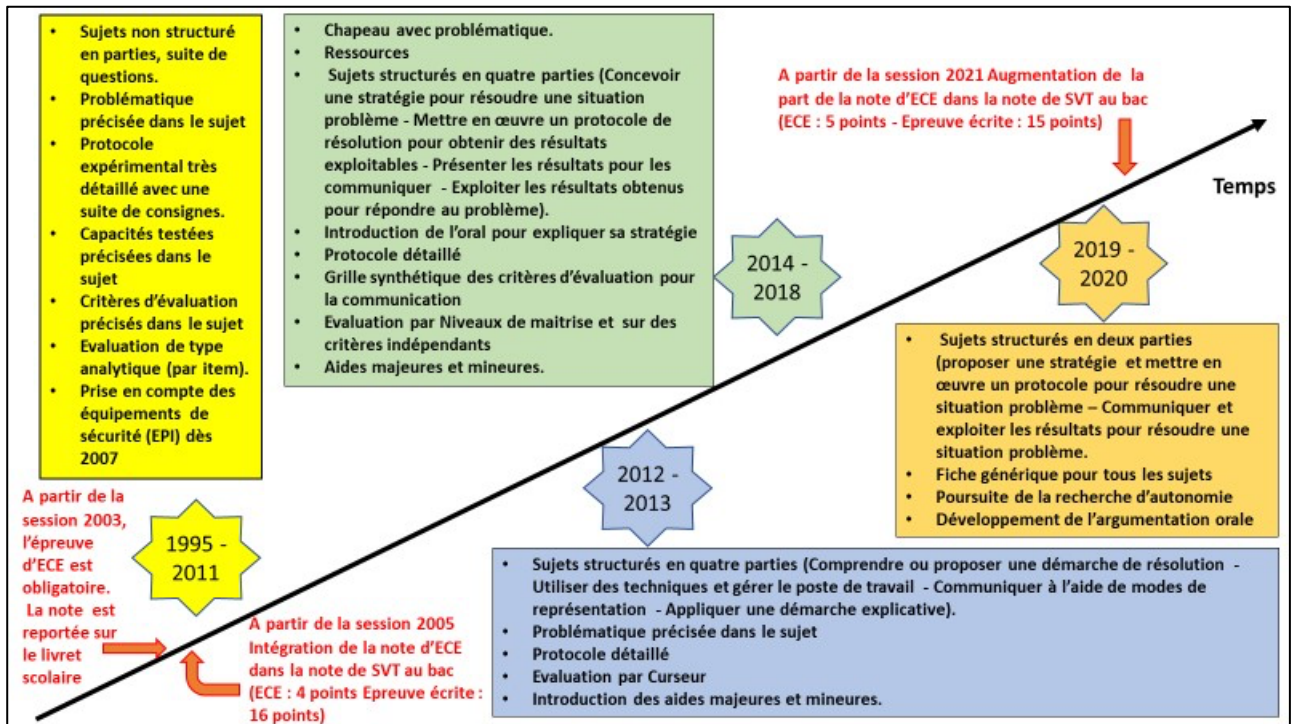 • Sujets non structuré
en parties, suite de
questions.
• Problématique
précisée dans le sujet
• Protocole
expérimental très
détaillé avec une
suite de consignes.
• Capacités testées
précisées dans le
sujet
• Critères d'évaluation
précisés dans le sujet
• Evaluation de type
analytique (par item).
• Prise en compte des
équipements de
sécurité (EPI) dès
2007
• Chapeau avec problématique.
• Ressources
• Sujets structurés en quatre parties (Concevoir
une stratégie pour résoudre une situation
problème - Mettre en œuvre un protocole de
résolution pour obtenir des résultats
exploitables - Présenter les résultats pour les
communiquer - Exploiter les résultats obtenus
pour répondre au problème).
• Introduction de l'oral pour expliquer sa stratégie
• Protocole détaillé
• Grille synthétique des critères d'évaluation pour
la communication
• Evaluation par Niveaux de maitrise et sur des
critères indépendants
• Aides majeures et mineures.
A partir de la session 2021 Augmentation de la
part de la note d'ECE dans la note de SVT au bac
(ECE : 5 points - Epreuve écrite : 15 points)
Temps
2014 -
2018
2019 -
2020
• Sujets structurés en deux parties
(proposer une stratégie et mettre en
œuvre un protocole pour résoudre une
situation problème – Communiquer et
exploiter les résultats pour résoudre une
situation problème.
• Fiche générique pour tous les sujets
• Poursuite de la recherche d'autonomie
• Développement de l'argumentation orale
2012 -
2013
A partir de la
session 2003,
l'épreuve
d'ECE est
obligatoire.
La note est
reportée sur
le livret
scolaire
1995 -
2011
A partir de la session 2005
Intégration de la note d'ECE
dans la note de SVT au bac
(ECE : 4 points Epreuve écrite :
16 points)
• Sujets structurés en quatre parties (Comprendre ou proposer une démarche de résolution -
Utiliser des techniques et gérer le poste de travail - Communiquer à l'aide de modes de
représentation - Appliquer une démarche explicative).
• Problématique précisée dans le sujet
• Protocole détaillé
• Evaluation par Curseur
• Introduction des aides majeures et mineures.